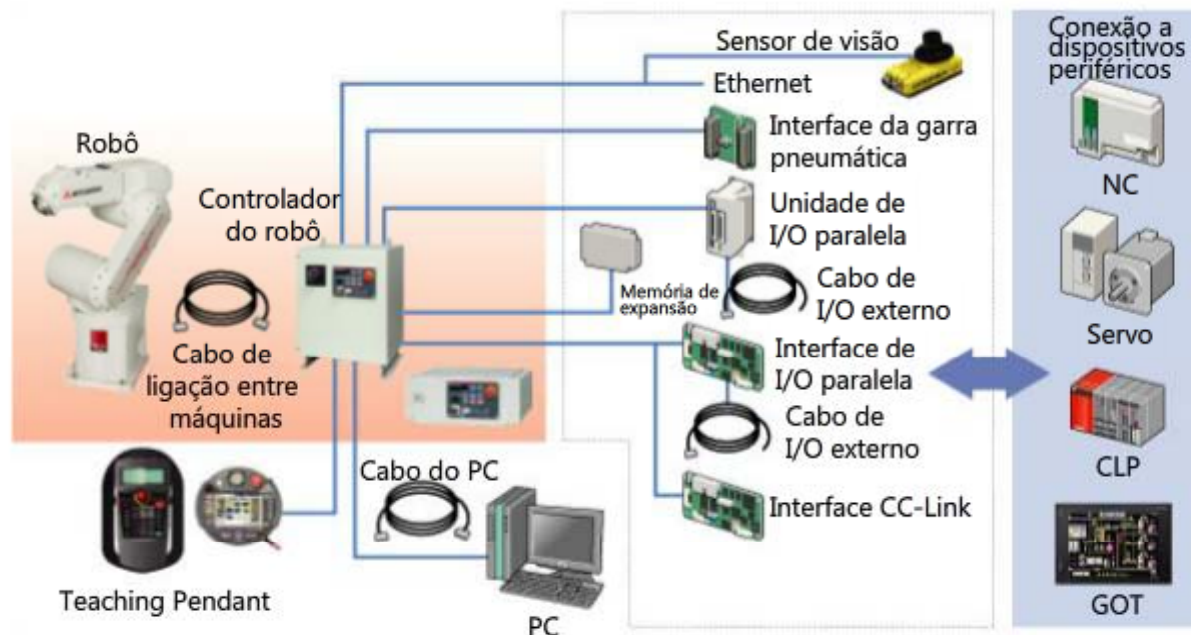 Sensor de visão
Ethernet
Interface da garra
pneumática
Unidade de
I/O paralela
Memória de
expansão
Cabo de
I/O externo
Interface de
I/O paralela
Cabo de
I/O externo
Interface CC-Link
Robô
Controlador
do robô
Cabo de
ligação entre
máquinas
Teaching Pendant
Cabo do PC
PC
Conexão a
dispositivos
periféricos
NC
Servo
CLP
GOT